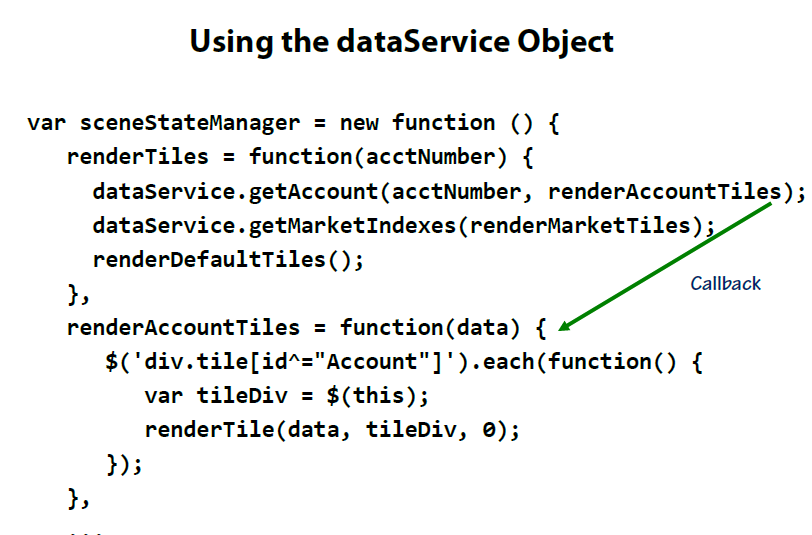 Using the dataService Object
var sceneStateManager = new function () {
renderTiles = function(acctNumber) {
dataService.getAccount(acctNumber, renderAccountTiles);
dataService.getMarketIndexes(renderMarketTiles);
renderDefaultTiles();
},
Callback
renderAccountTiles = function(data) {
$('div.tile[id^="Account"]').each(function() {
var tileDiv = $(this);
renderTile(data, tileDiv, 0);
});
},
...